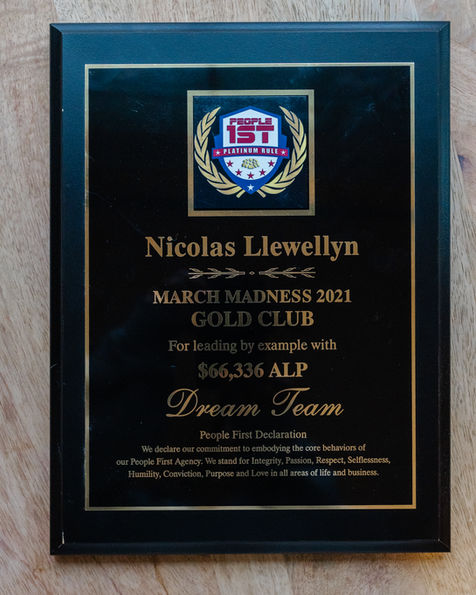 PEOPLE
1ST
PLATINUM RULE
Nicolas Llewellyn
MARCH MADNESS 2021
GOLD CLUB
For leading by example with
$66,336 ALP
Dream Team
People First Declaration
We declare our commitment to embodying the core behaviors of
our People First Agency. We stand for Integrity, Passion, Respect, Selflessness,
Humility, Conviction, Purpose and Love in all areas of life and business.